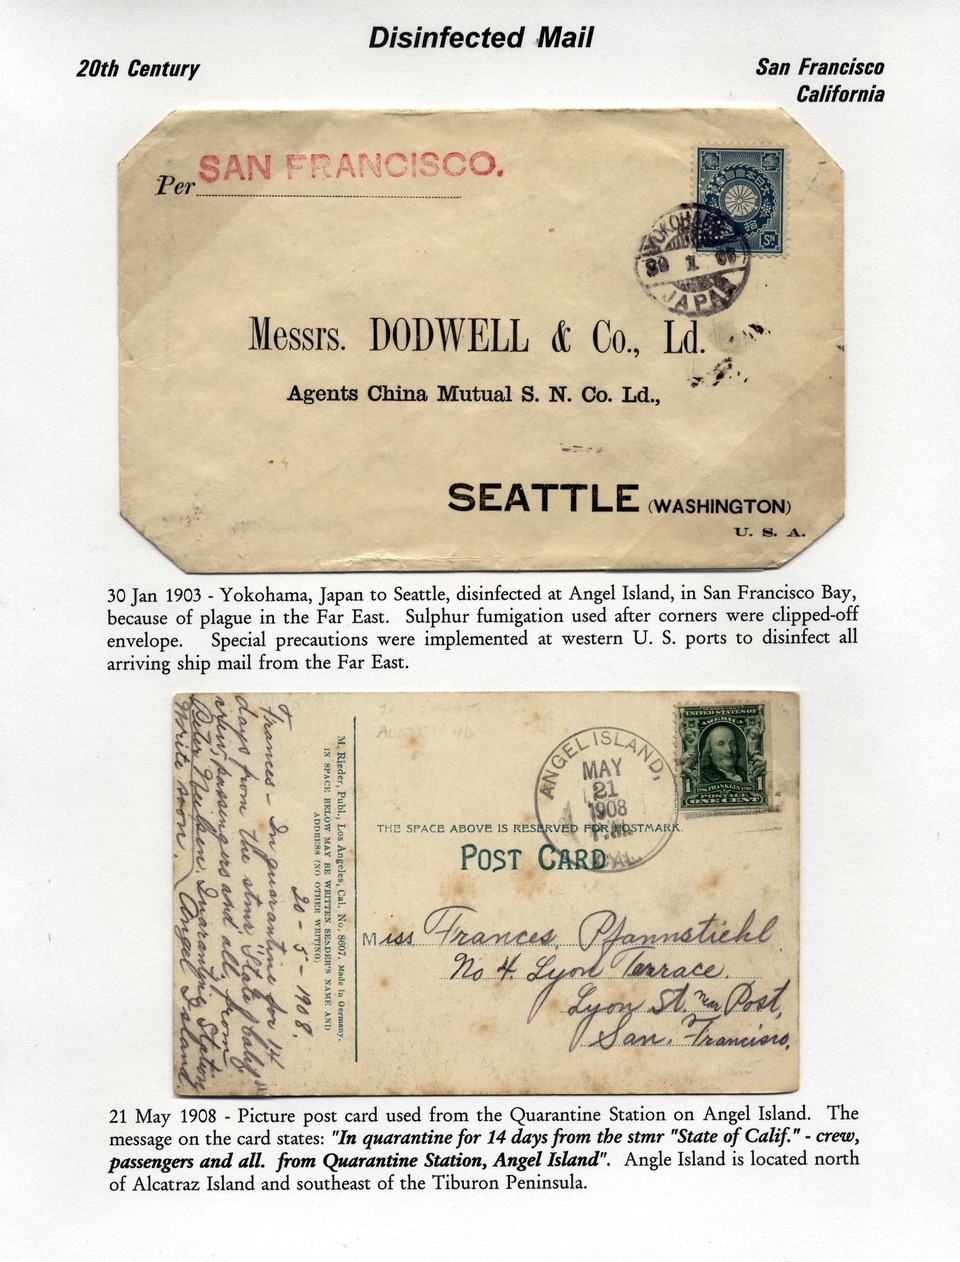 Disinfected Mail
20th Century
San Francisco
California
Per SAN FRANCISCO.
YOKOHAMA
JAPAN
SN
Messrs. DODWELL & Co., Ld.
Agents China Mutual S. N. Co. Ld.,
SEATTLE (WASHINGTON)
U. S. A.
30 Jan 1903 - Yokohama, Japan to Seattle, disinfected at Angel Island, in San Francisco Bay,
because of plague in the Far East. Sulphur fumigation used after corners were clipped-off
envelope. Special precautions were implemented at western U. S. ports to disinfect all
arriving ship mail from the Far East.
20 - 5 - 1908.
Frances - In quarantine for 14
days from the stmr "State of Calif"
crew, passengers and all. from
Quarantine Station
Angel Island.
Write soon.
M. Rieder, Publ., Los Angeles, Cal. No. 8607. Made in Germany.
IN SPACE BELOW MAY BE WRITTEN SENDER'S NAME AND
ADDRESS (NO OTHER WRITING)
ANGEL ISLAND,
MAY
21
1908
CAL.
UNITED STATES OF
AMERICA
1 FRANKLIN 1
POSTAGE
ONE CENT
THE SPACE ABOVE IS RESERVED FOR POSTMARK.
POST CARD
Miss Frances Pfannstiehl
No 4 Lyon Terrace.
Lyon St. near Post,
San. Francisco.
21 May 1908 - Picture post card used from the Quarantine Station on Angel Island. The
message on the card states: "In quarantine for 14 days from the stmr "State of Calif." - crew,
passengers and all. from Quarantine Station, Angel Island". Angle Island is located north
of Alcatraz Island and southeast of the Tiburon Peninsula.